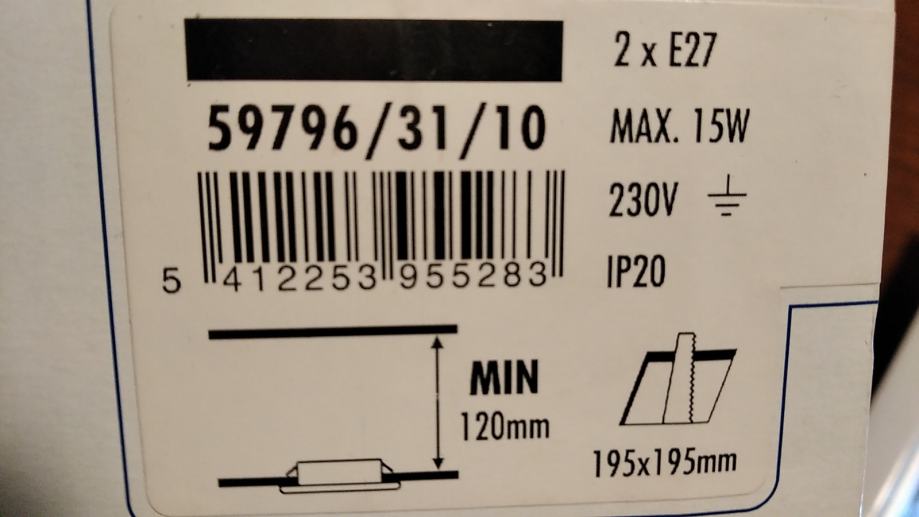 2 x E27
59796/31/10
MAX. 15W
230V
5 412253 955283
IP20
MIN
120mm
195x195mm